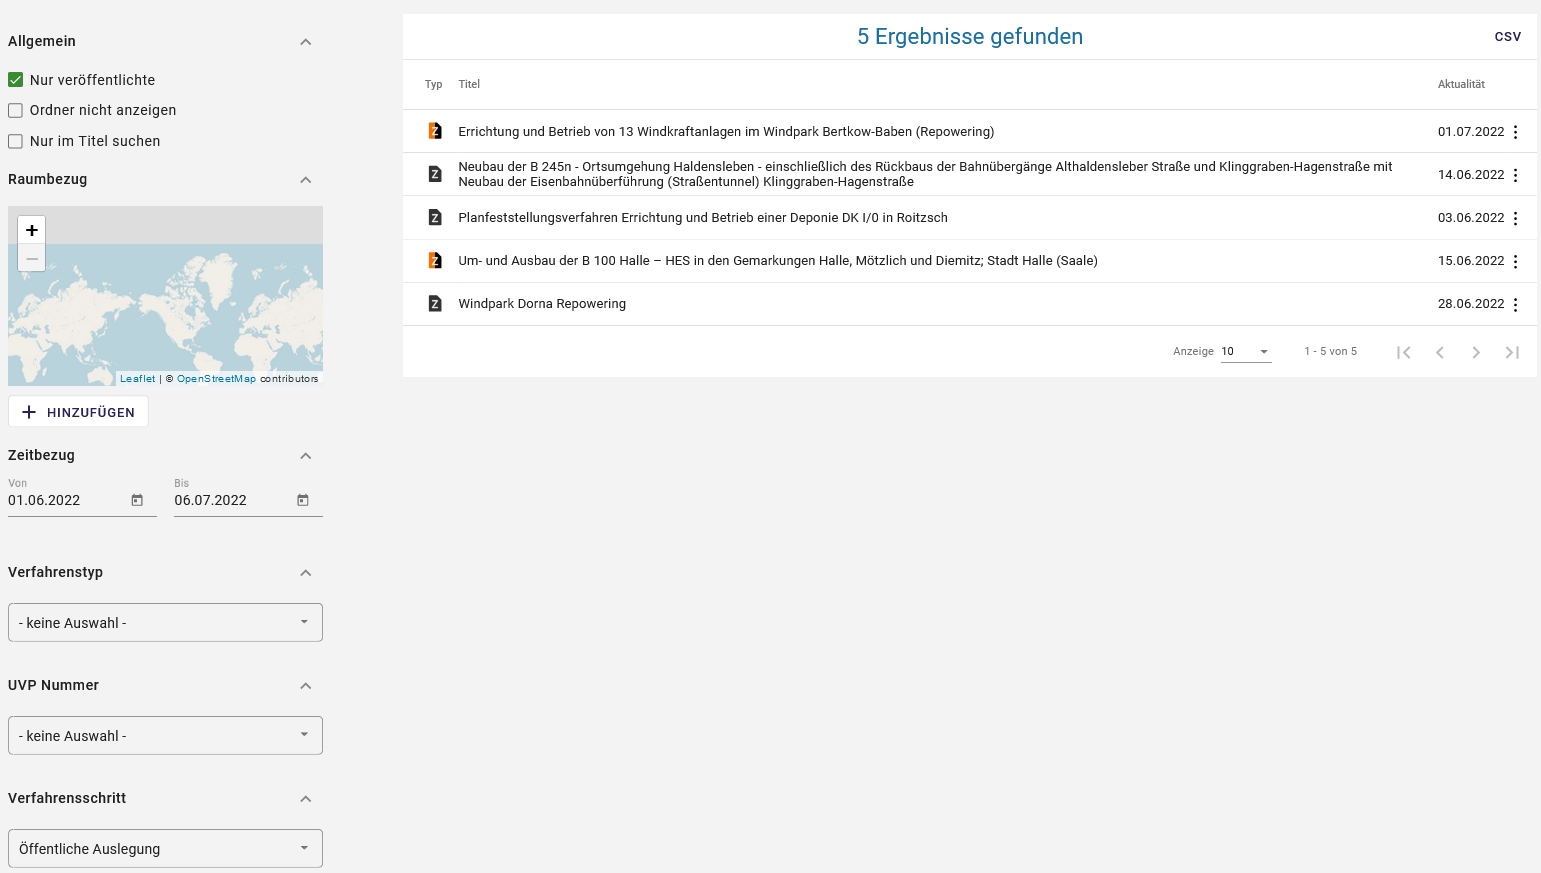 Allgemein
Nur veröffentlichte
Ordner nicht anzeigen
Nur im Titel suchen
Raumbezug
+
−
Leaflet | © OpenStreetMap contributors
+ HINZUFÜGEN
Zeitbezug
Von Bis
01.06.2022 06.07.2022
Verfahrenstyp
- keine Auswahl -
UVP Nummer
- keine Auswahl -
Verfahrensschritt
Öffentliche Auslegung
5 Ergebnisse gefunden CSV
Typ Titel Aktualität
Z Errichtung und Betrieb von 13 Windkraftanlagen im Windpark Bertkow-Baben (Repowering) 01.07.2022
Z Neubau der B 245n - Ortsumgehung Haldensleben - einschließlich des Rückbaus der Bahnübergänge Althaldensleber Straße und Klinggraben-Hagenstraße mit
Neubau der Eisenbahnüberführung (Straßentunnel) Klinggraben-Hagenstraße 14.06.2022
Z Planfeststellungsverfahren Errichtung und Betrieb einer Deponie DK I/0 in Roitzsch 03.06.2022
Z Um- und Ausbau der B 100 Halle – HES in den Gemarkungen Halle, Mötzlich und Diemitz; Stadt Halle (Saale) 15.06.2022
Z Windpark Dorna Repowering 28.06.2022
Anzeige 10 1 - 5 von 5